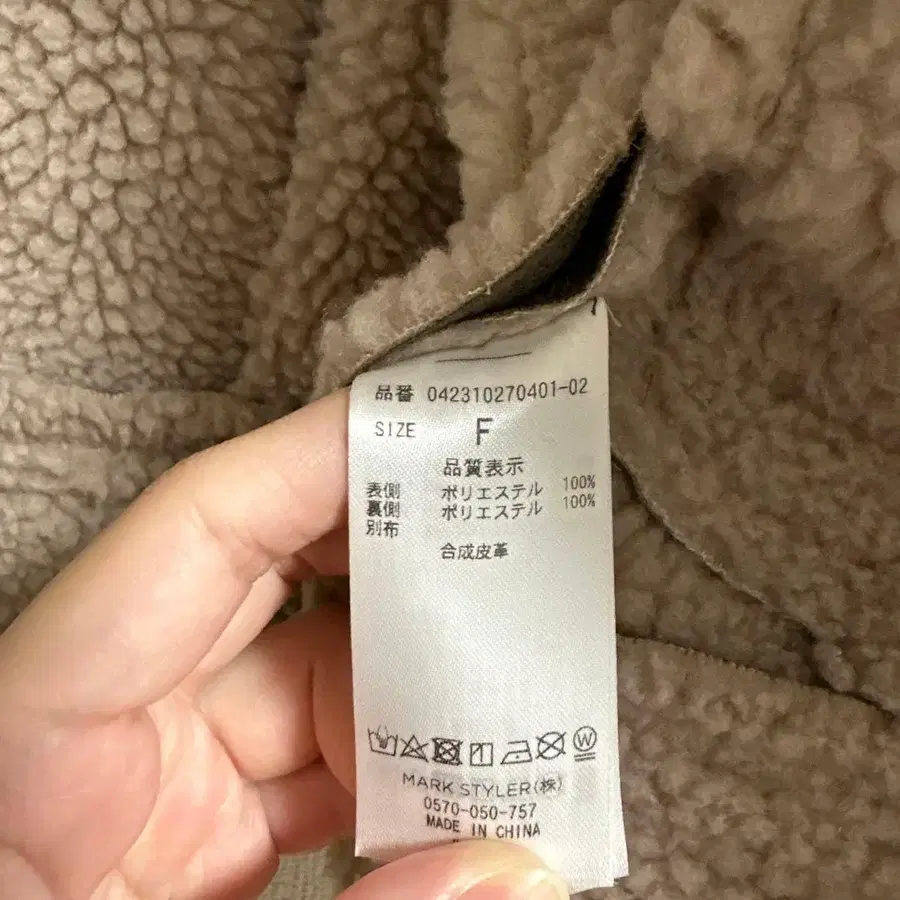 品番 042310270401-02
SIZE F
品質表示
表側 ポリエステル 100%
裏側 ポリエステル 100%
別布
合成皮革
W
MARK STYLER(株)
0570-050-757
MADE IN CHINA